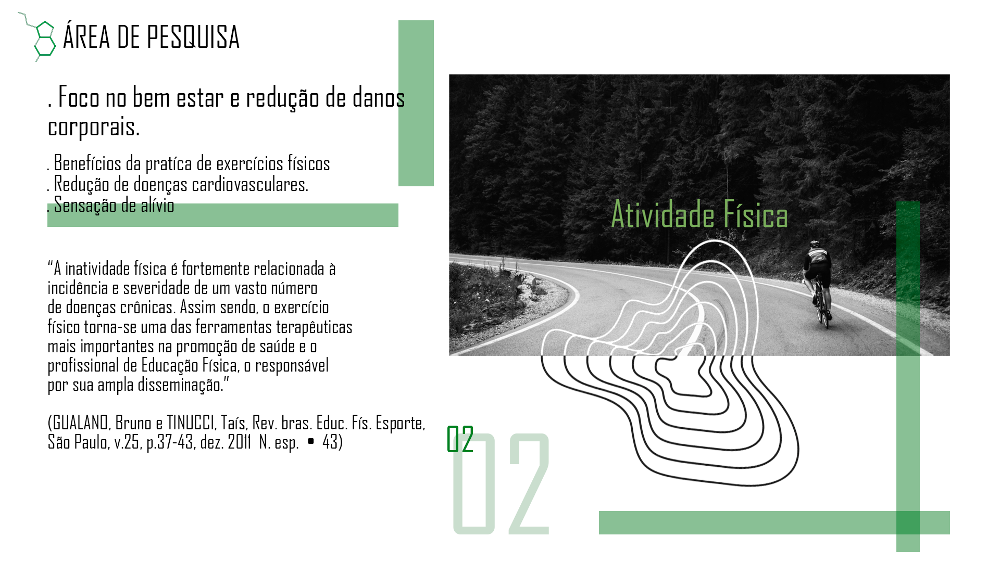 ÁREA DE PESQUISA
. Foco no bem estar e redução de danos
corporais.
. Benefícios da pratíca de exercícios físicos
. Redução de doenças cardiovasculares.
. Sensação de alívio
“A inatividade física é fortemente relacionada à
incidência e severidade de um vasto número
de doenças crônicas. Assim sendo, o exercício
físico torna-se uma das ferramentas terapêuticas
mais importantes na promoção de saúde e o
profissional de Educação Física, o responsável
por sua ampla disseminação.”
(GUALANO, Bruno e TINUCCI, Taís, Rev. bras. Educ. Fís. Esporte,
São Paulo, v.25, p.37-43, dez. 2011  N. esp.  •  43)
Atividade Física
02
02